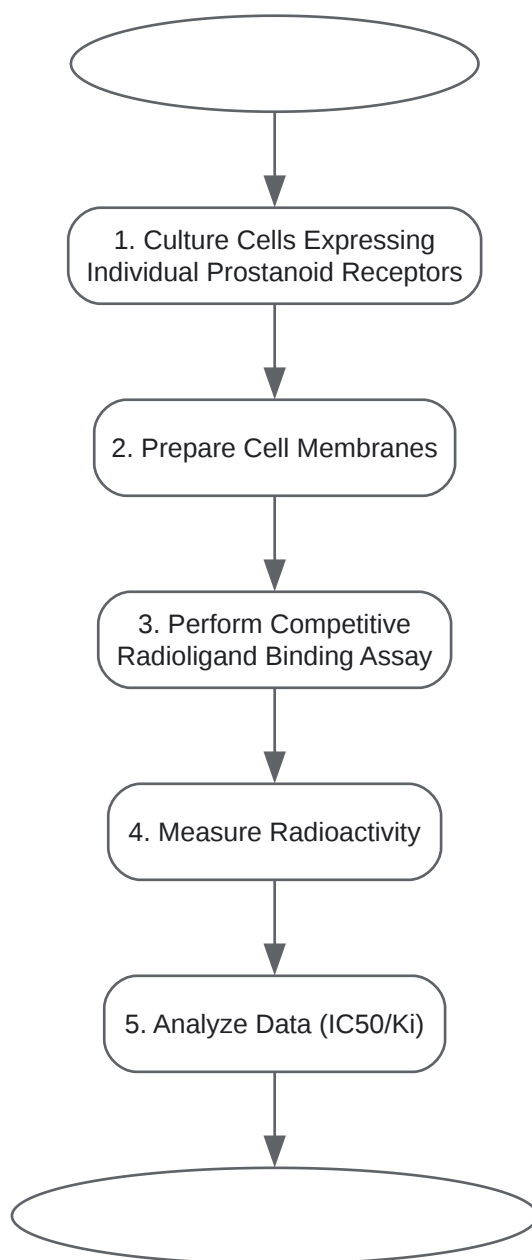 1. Culture Cells Expressing
Individual Prostanoid Receptors
2. Prepare Cell Membranes
3. Perform Competitive
Radioligand Binding Assay
4. Measure Radioactivity
5. Analyze Data (IC50/Ki)